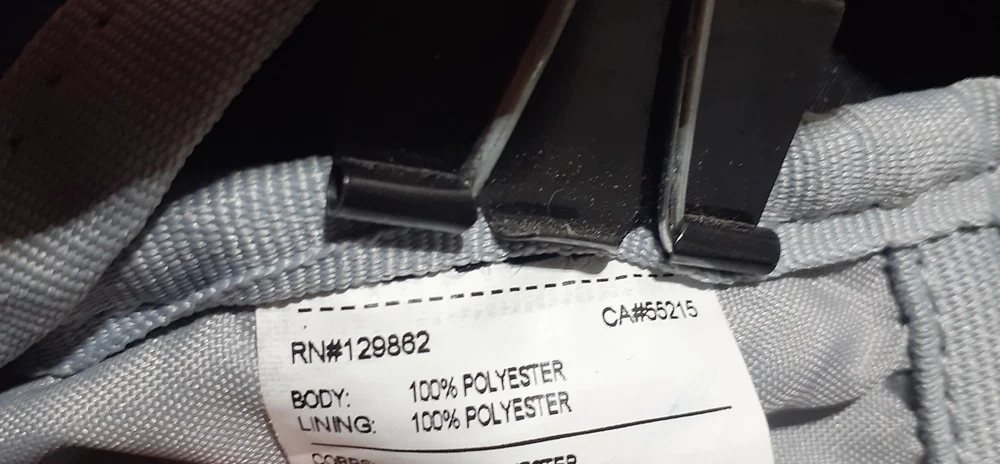 CA#55215
RN#129862
BODY: 100% POLYESTER
LINING: 100% POLYESTER